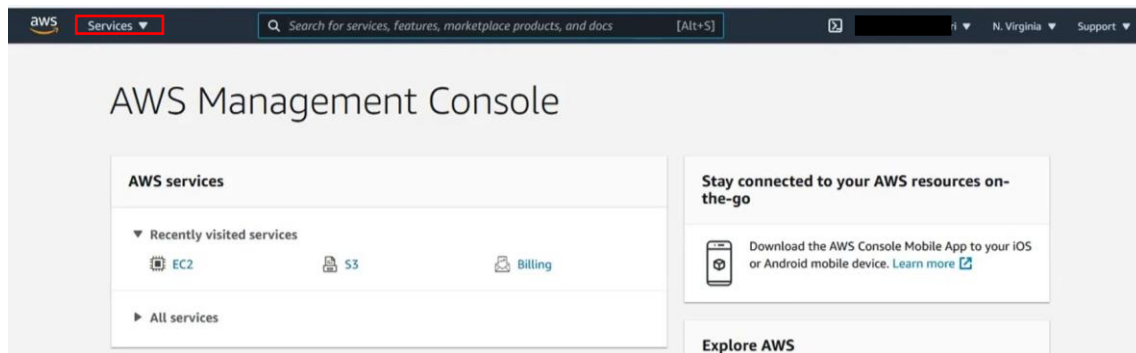 aws Services ▼ Search for services, features, marketplace products, and docs [Alt+S] N. Virginia ▼ Support ▼
AWS Management Console
AWS services
▼ Recently visited services
EC2 S3 Billing
▶ All services
Stay connected to your AWS resources on-
the-go
Download the AWS Console Mobile App to your iOS
or Android mobile device. Learn more
Explore AWS